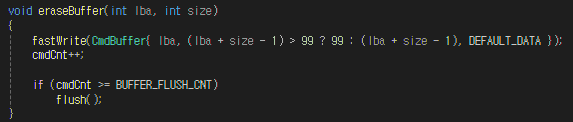 void eraseBuffer(int lba, int size)
{
fastWrite(CmdBuffer{ lba, (lba + size - 1) > 99 ? 99 : (lba + size - 1), DEFAULT_DATA });
cmdCnt++;
if (cmdCnt >= BUFFER_FLUSH_CNT)
flush();
}